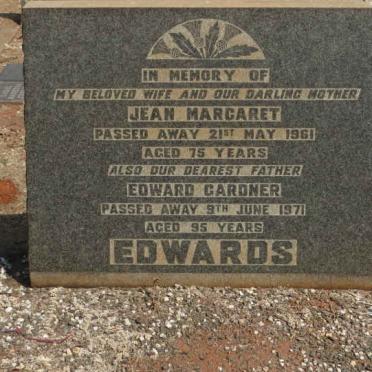 IN MEMORY OF
MY BELOVED WIFE AND OUR DARLING MOTHER
JEAN MARGARET
PASSED AWAY 21ST MAY 1961
AGED 75 YEARS
ALSO OUR DEAREST FATHER
EDWARD GARDNER
PASSED AWAY 9TH JUNE 1971
AGED 95 YEARS
EDWARDS